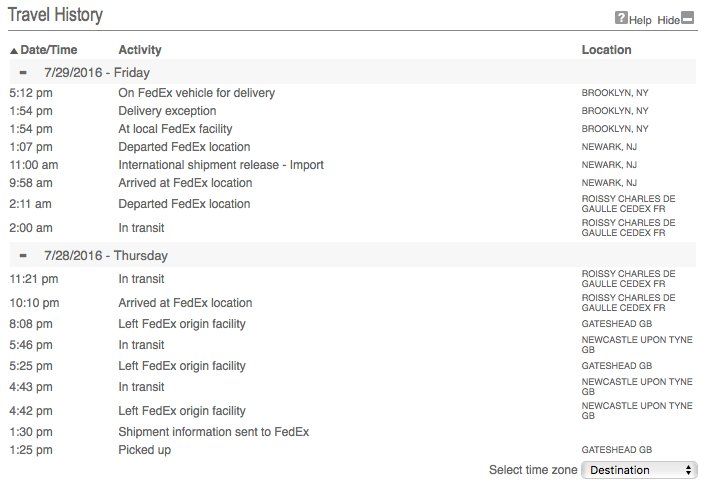 Travel History
? Help Hide
Date/Time Activity Location
7/29/2016 - Friday
5:12 pm On FedEx vehicle for delivery BROOKLYN, NY
1:54 pm Delivery exception BROOKLYN, NY
1:54 pm At local FedEx facility BROOKLYN, NY
1:07 pm Departed FedEx location NEWARK, NJ
11:00 am International shipment release - Import NEWARK, NJ
9:58 am Arrived at FedEx location NEWARK, NJ
2:11 am Departed FedEx location ROISSY CHARLES DE
GAULLE CEDEX FR
2:00 am In transit ROISSY CHARLES DE
GAULLE CEDEX FR
7/28/2016 - Thursday
11:21 pm In transit ROISSY CHARLES DE
GAULLE CEDEX FR
10:10 pm Arrived at FedEx location ROISSY CHARLES DE
GAULLE CEDEX FR
8:08 pm Left FedEx origin facility GATESHEAD GB
5:46 pm In transit NEWCASTLE UPON TYNE
GB
5:25 pm Left FedEx origin facility GATESHEAD GB
4:43 pm In transit NEWCASTLE UPON TYNE
GB
4:42 pm Left FedEx origin facility NEWCASTLE UPON TYNE
GB
1:30 pm Shipment information sent to FedEx
1:25 pm Picked up GATESHEAD GB
Select time zone Destination